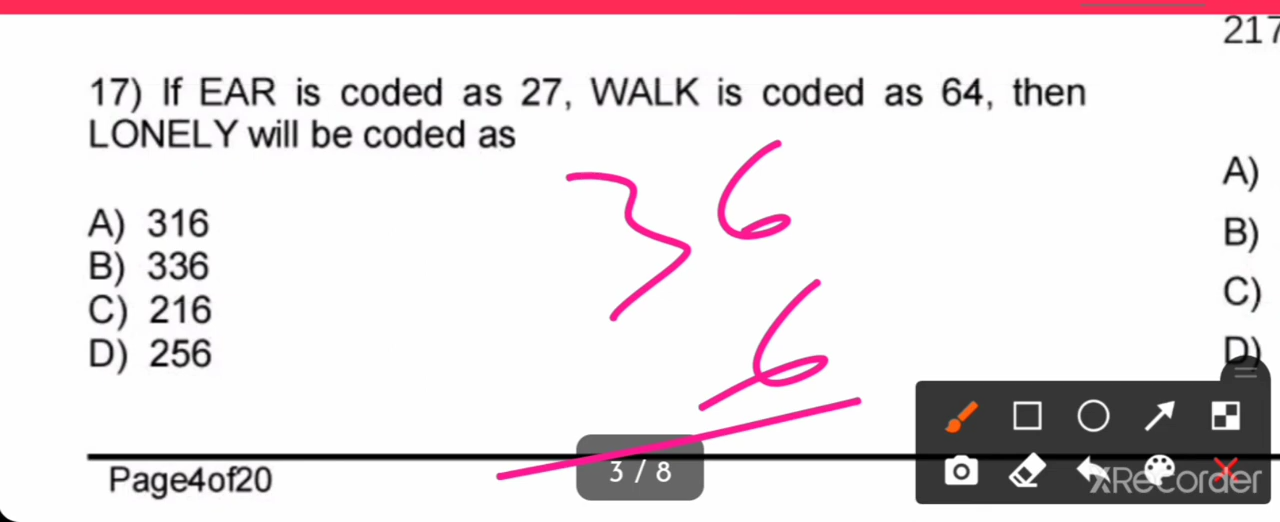 217
17) If EAR is coded as 27, WALK is coded as 64, then
LONELY will be coded as
A) 316
B) 336
C) 216
D) 256
36
6
A)
B)
C)
D)
Page4of20
3 / 8
XRecorder